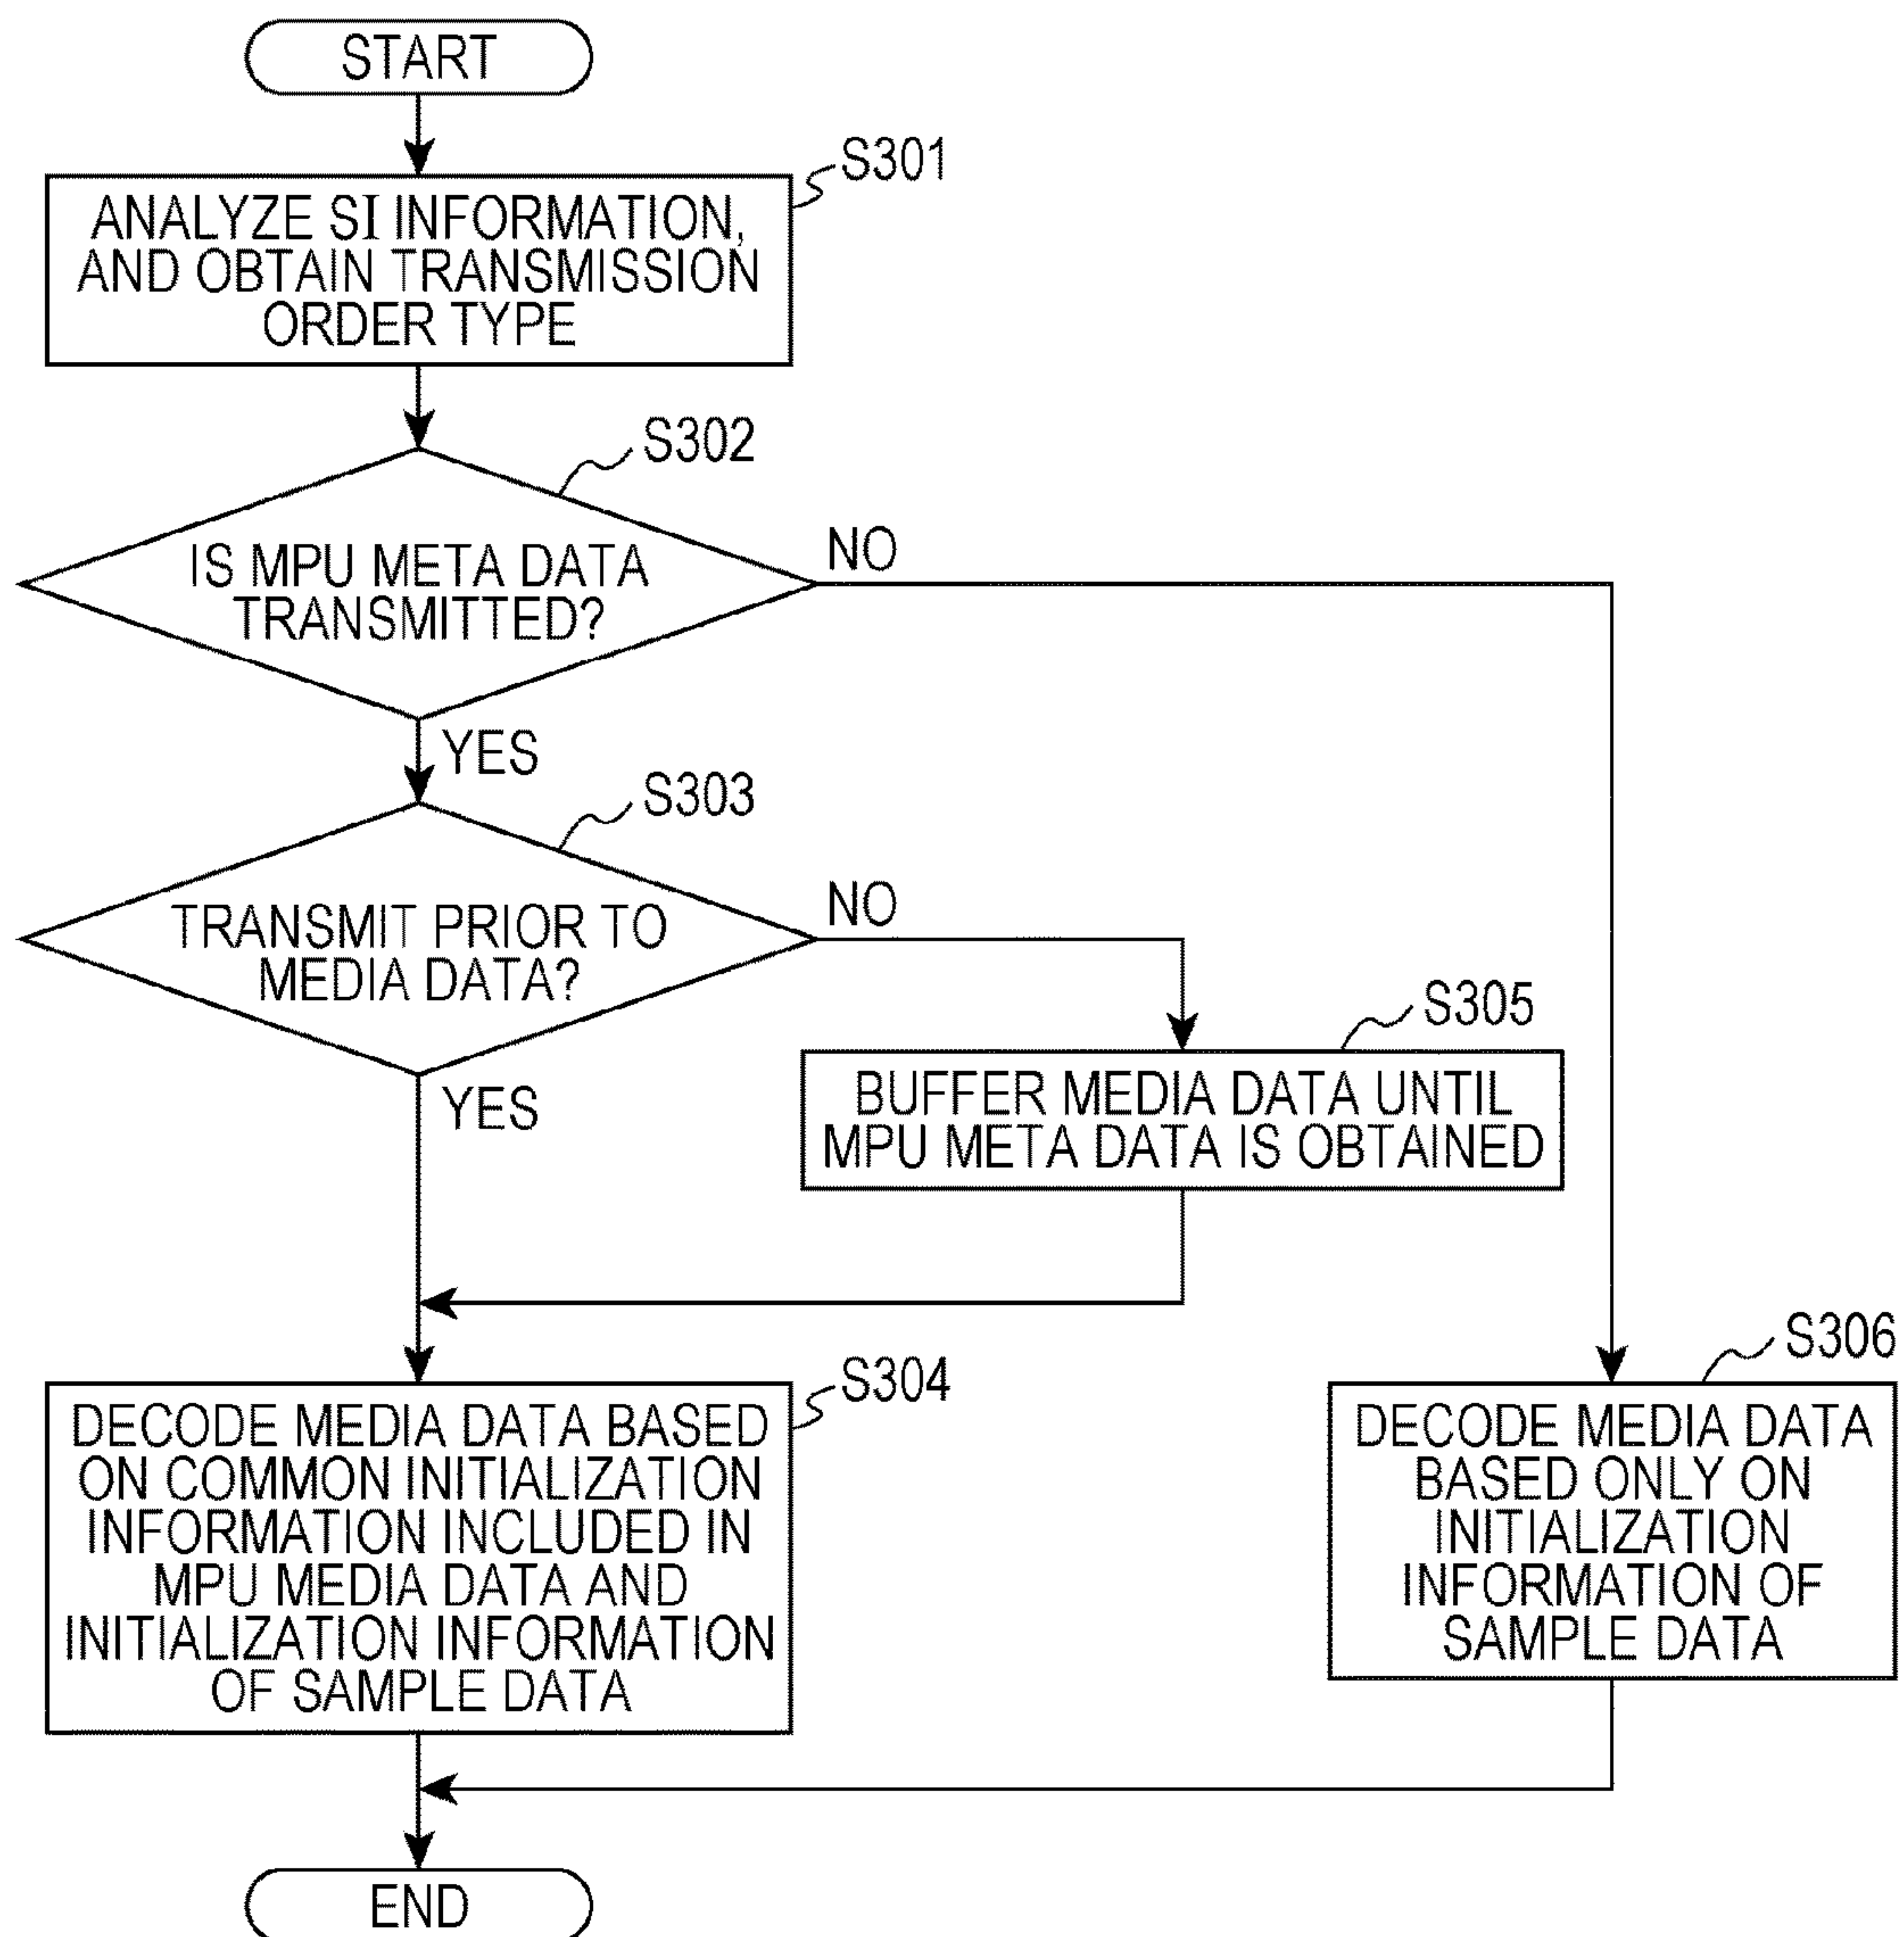 START
S301
ANALYZE SI INFORMATION,
AND OBTAIN TRANSMISSION
ORDER TYPE
S302
IS MPU META DATA
TRANSMITTED?
NO
YES
S303
TRANSMIT PRIOR TO
MEDIA DATA?
NO
YES
S305
BUFFER MEDIA DATA UNTIL
MPU META DATA IS OBTAINED
S304
DECODE MEDIA DATA BASED
ON COMMON INITIALIZATION
INFORMATION INCLUDED IN
MPU MEDIA DATA AND
INITIALIZATION INFORMATION
OF SAMPLE DATA
S306
DECODE MEDIA DATA
BASED ONLY ON
INITIALIZATION
INFORMATION OF
SAMPLE DATA
END